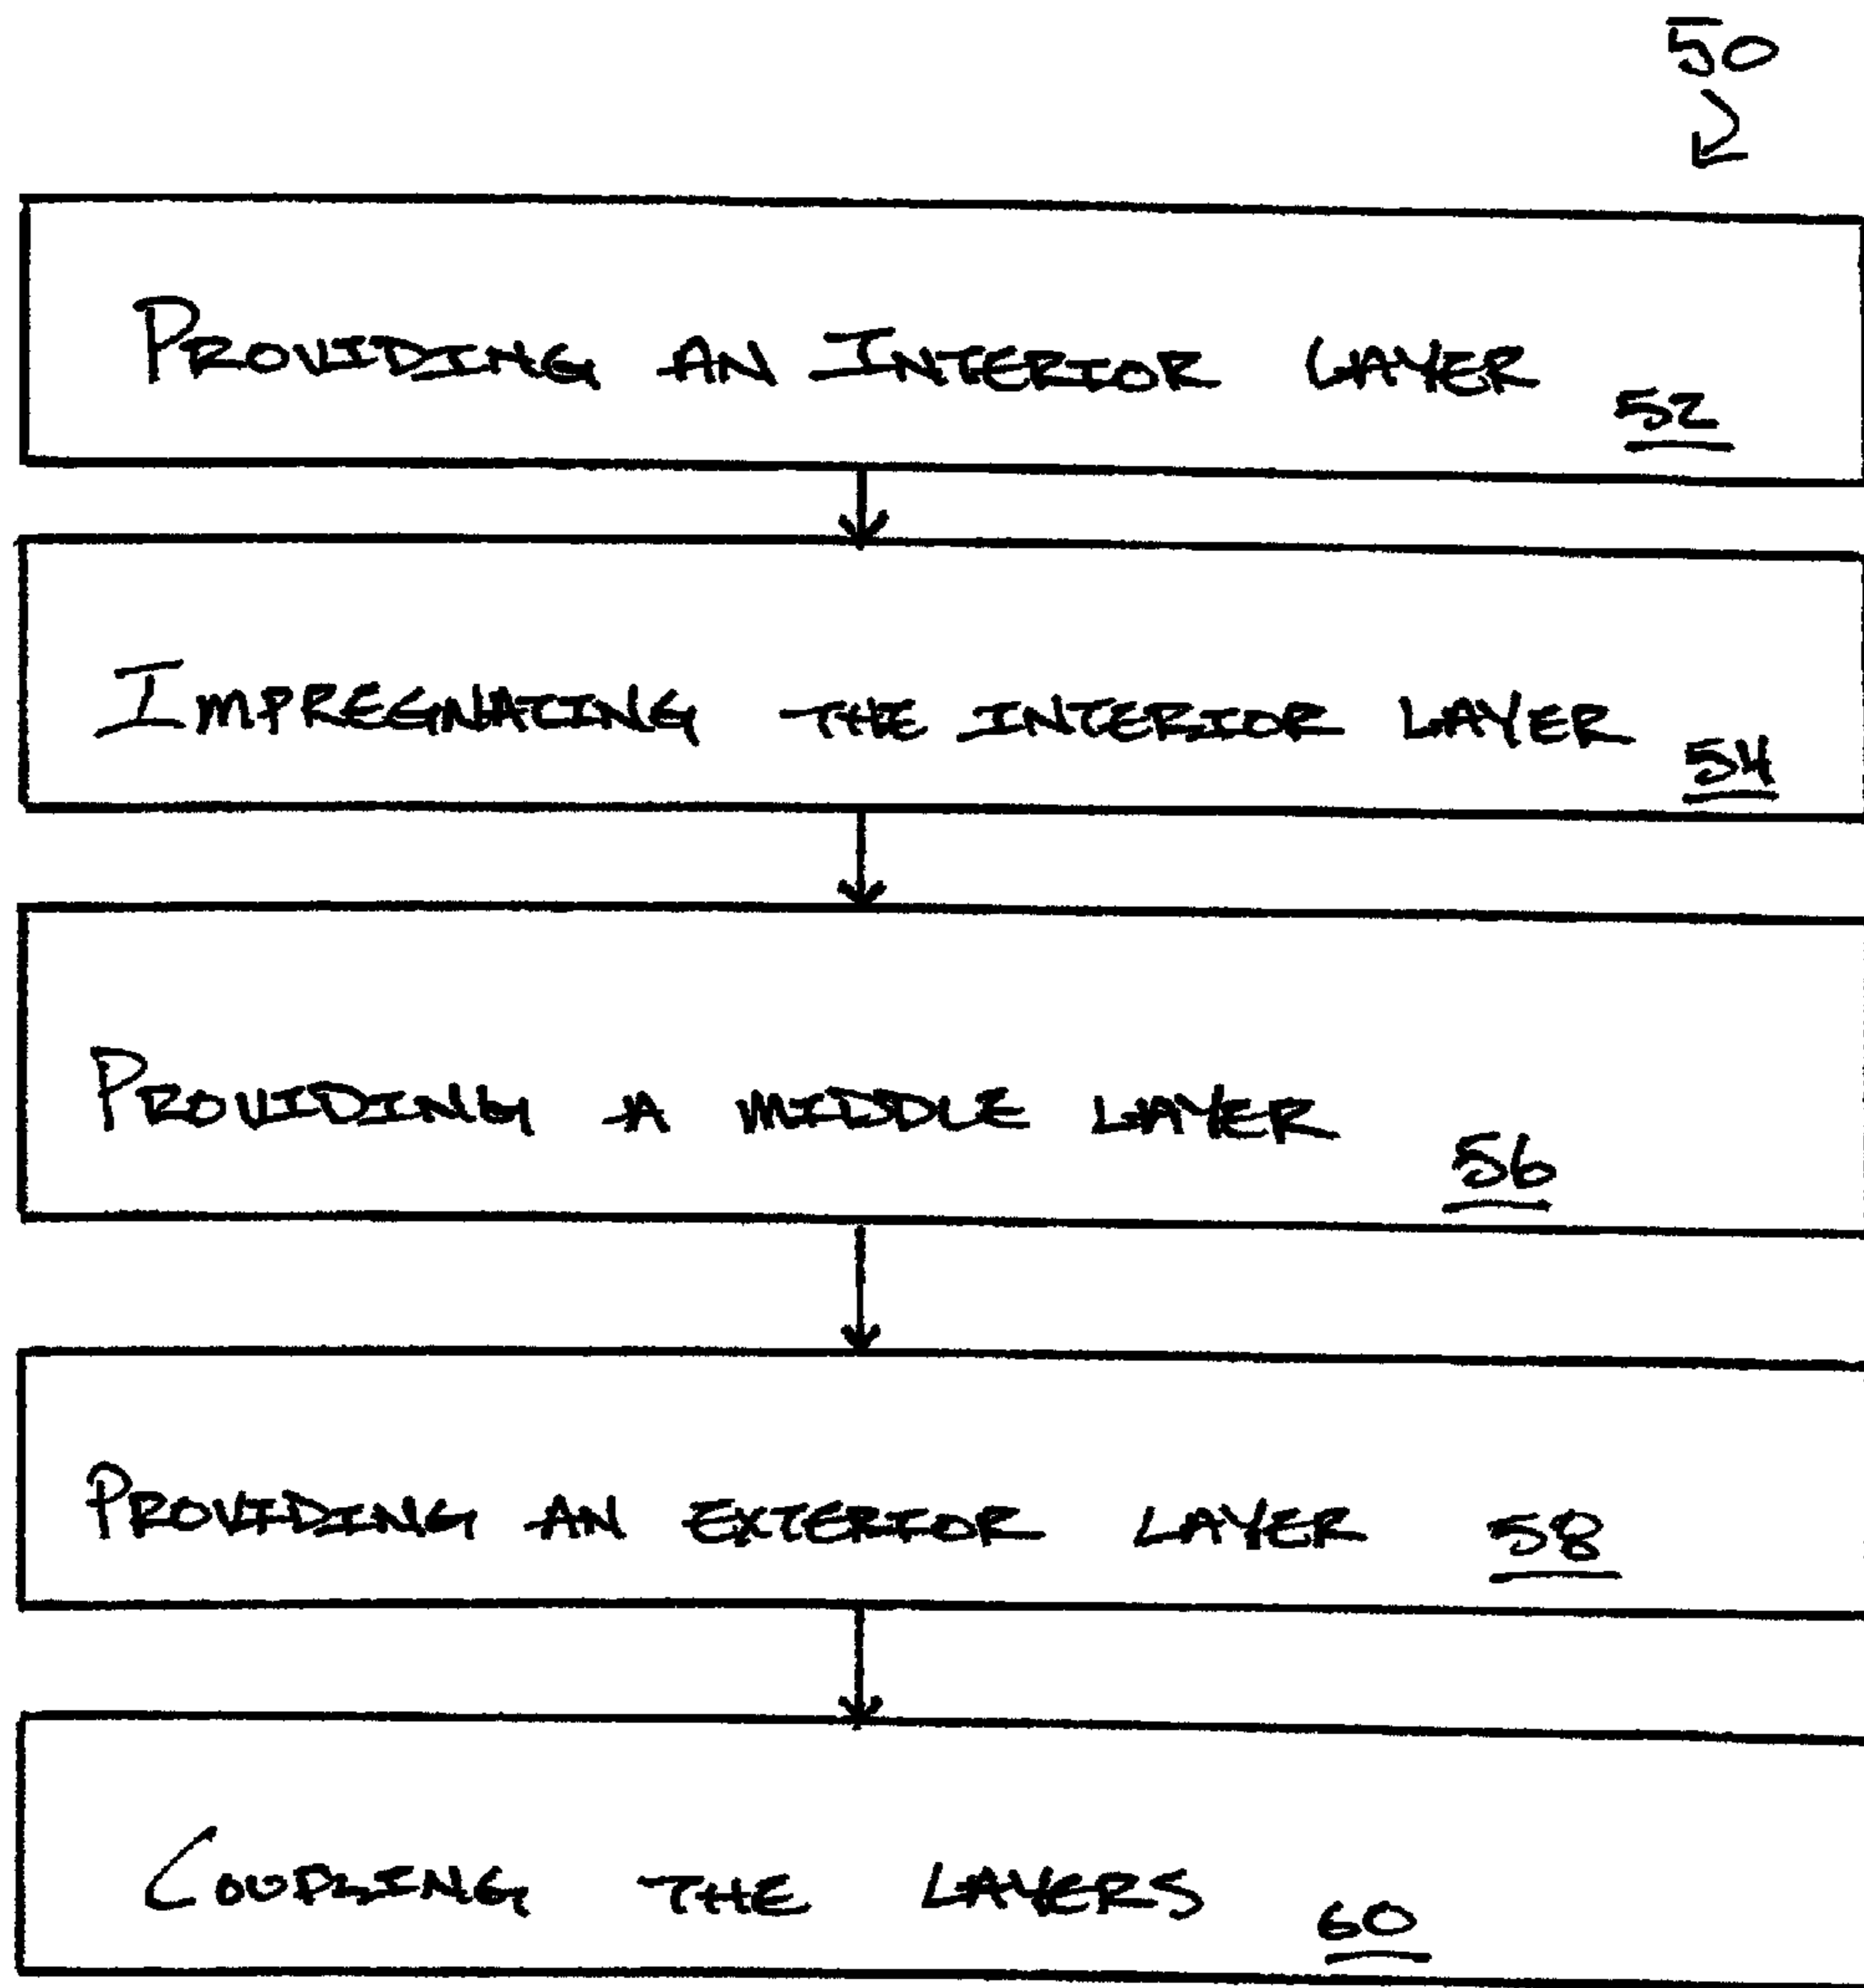 50
PROVIDING AN INTERIOR LAYER 52
IMPREGNATING THE INTERIOR LAYER 54
PROVIDING A MIDDLE LAYER 56
PROVIDING AN EXTERIOR LAYER 58
COUPLING THE LAYERS 60